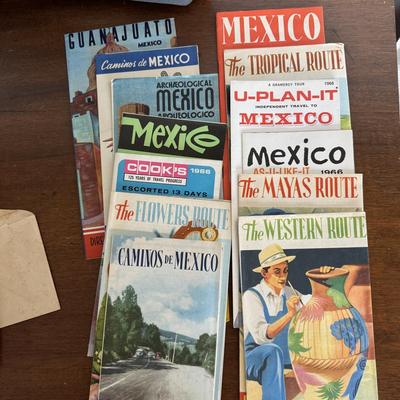 GUANAJUATO
MEXICO
Caminos de MEXICO
ARCHAEOLOGICAL
MEXICO
ARQUEOLOGICO
Mexico
COOK'S 1966
125 YEARS OF TRAVEL PROGRESS
ESCORTED 13 DAYS
The FLOWERS ROUTE
CAMINOS DE MEXICO
MEXICO
The TROPICAL ROUTE
A GRAMERCY TOUR 1966
U-PLAN-IT
INDEPENDENT TRAVEL TO
MEXICO
Mexico
AS-U-LIKE-IT
1966
The MAYAS ROUTE
The WESTERN ROUTE